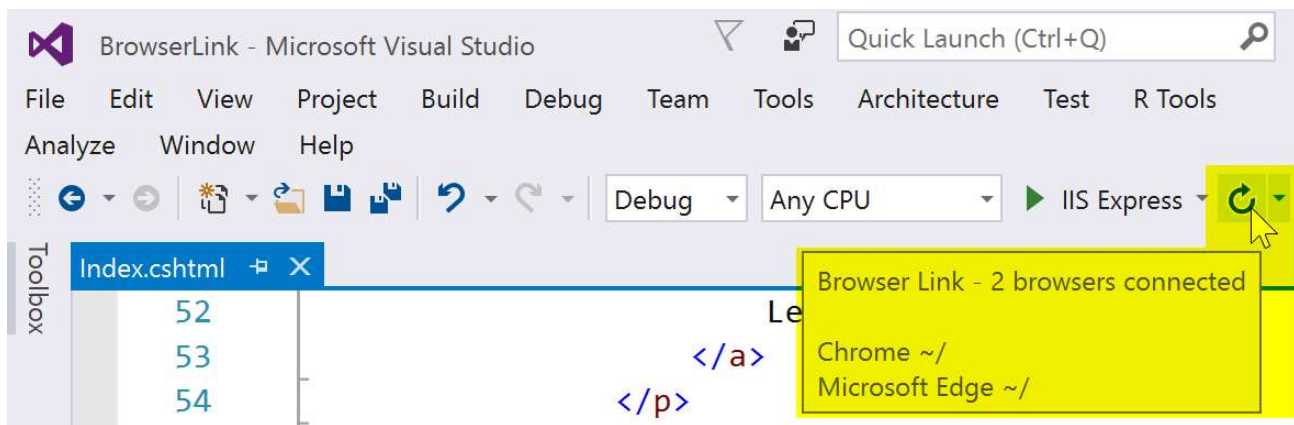 BrowserLink - Microsoft Visual Studio
Quick Launch (Ctrl+Q)
File Edit View Project Build Debug Team Tools Architecture Test R Tools
Analyze Window Help
Debug Any CPU IIS Express
Toolbox
Index.cshtml
Browser Link - 2 browsers connected
Chrome ~/
Microsoft Edge ~/
52 Le
53 </a>
54 </p>